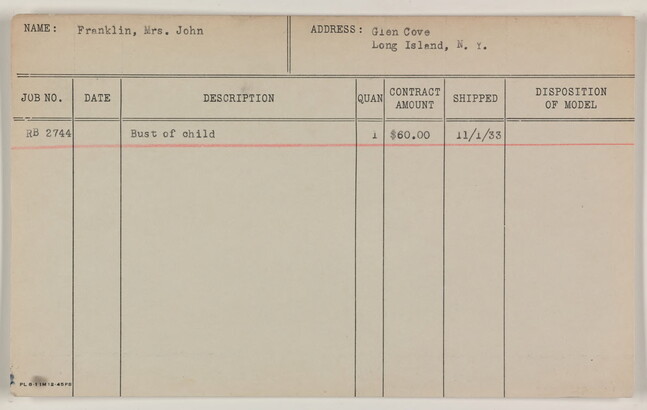 NAME: Franklin, Mrs. John ADDRESS: Glen Cove
Long Island, N. Y.
JOB NO. DATE DESCRIPTION QUAN CONTRACT AMOUNT SHIPPED DISPOSITION OF MODEL
RB 2744 Bust of child 1 $60.00 11/1/33